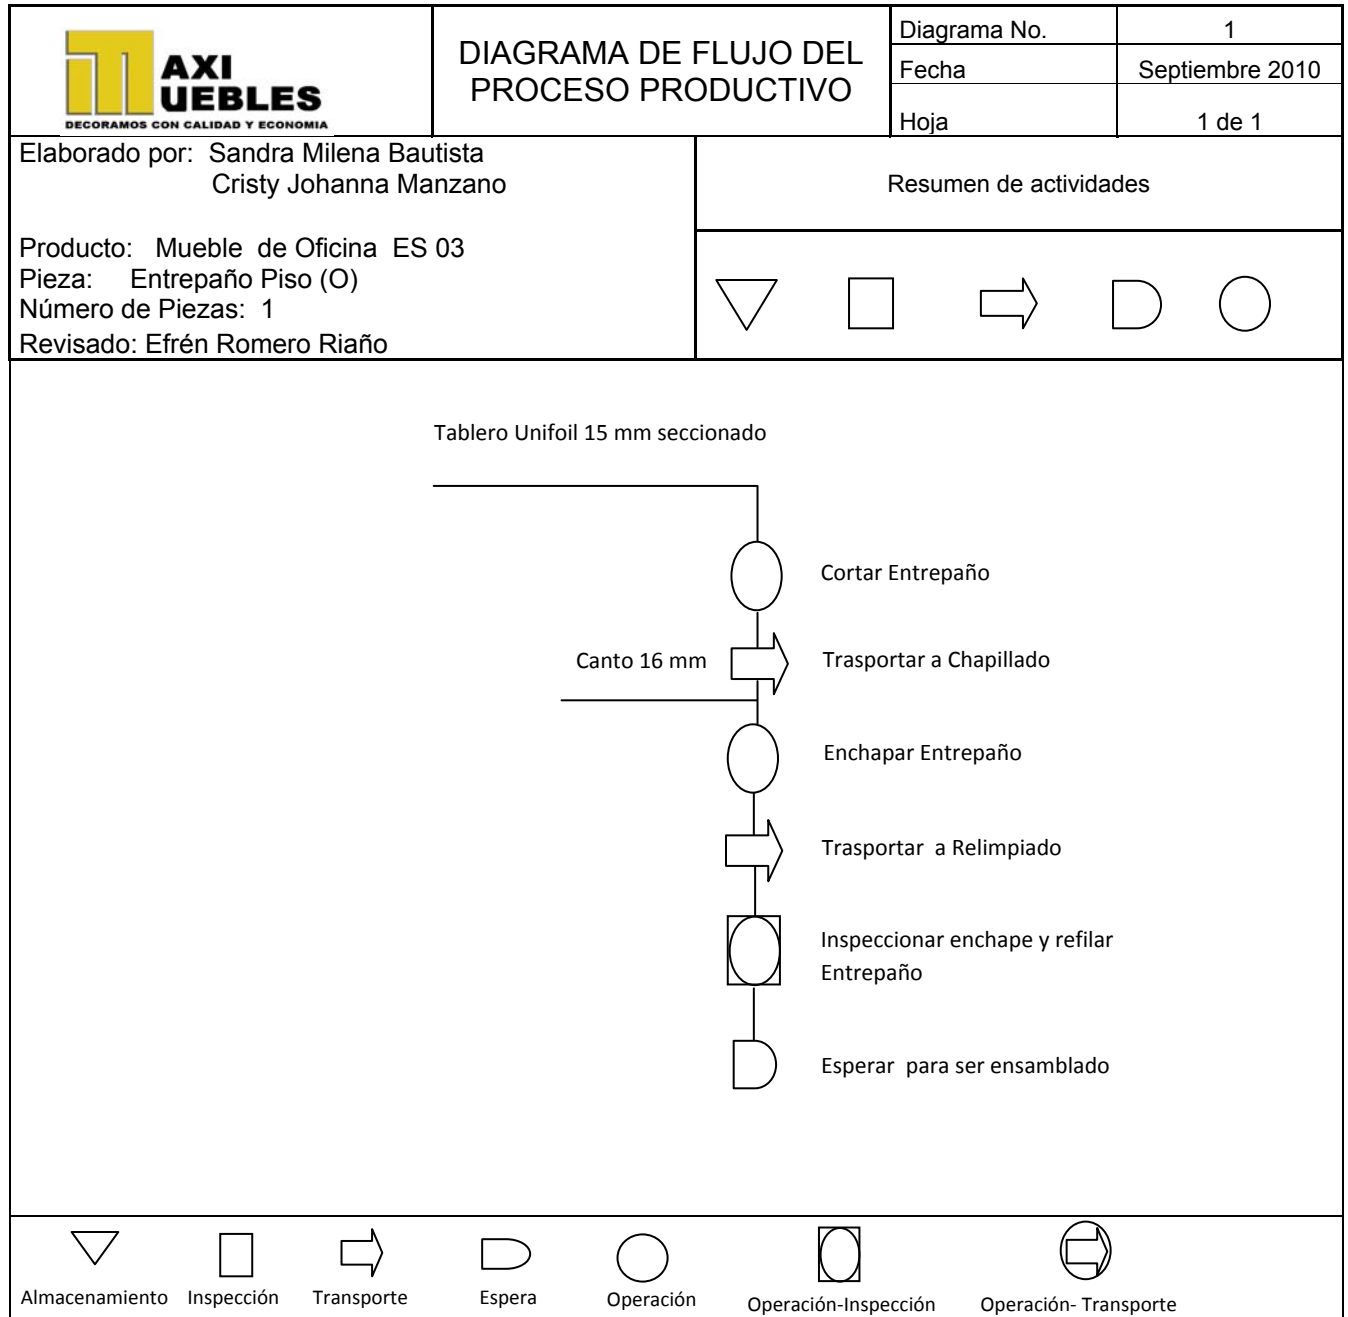 AXI
UEBLES
DECORAMOS CON CALIDAD Y ECONOMIA
DIAGRAMA DE FLUJO DEL
PROCESO PRODUCTIVO
Diagrama No. 1
Fecha Septiembre 2010
Hoja 1 de 1
Elaborado por: Sandra Milena Bautista
Cristy Johanna Manzano
Producto: Mueble de Oficina ES 03
Pieza: Entrepaño Piso (O)
Número de Piezas: 1
Revisado: Efrén Romero Riaño
Resumen de actividades
Tablero Unifoil 15 mm seccionado
Cortar Entrepaño
Canto 16 mm
Trasportar a Chapillado
Enchapar Entrepaño
Trasportar a Relimpiado
Inspeccionar enchape y refilar
Entrepaño
Esperar para ser ensamblado
Almacenamiento Inspección Transporte Espera Operación Operación-Inspección Operación- Transporte